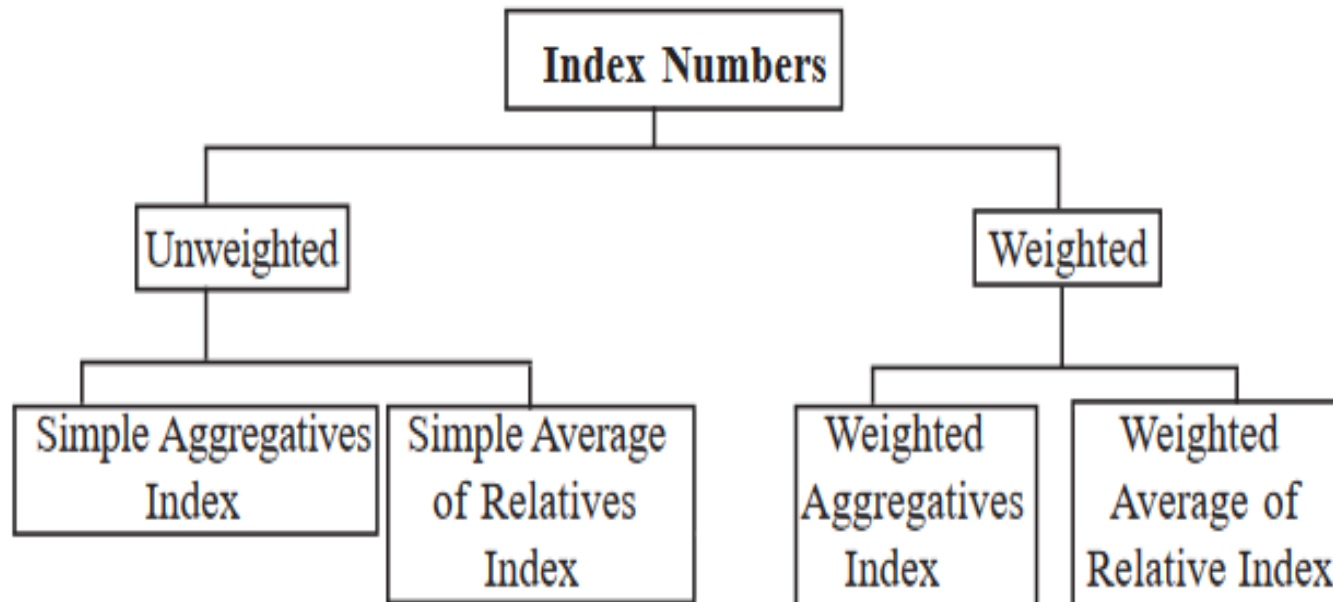 Index Numbers
Unweighted
Weighted
Simple Aggregatives
Index
Simple Average
of Relatives
Index
Weighted
Aggregatives
Index
Weighted
Average of
Relative Index